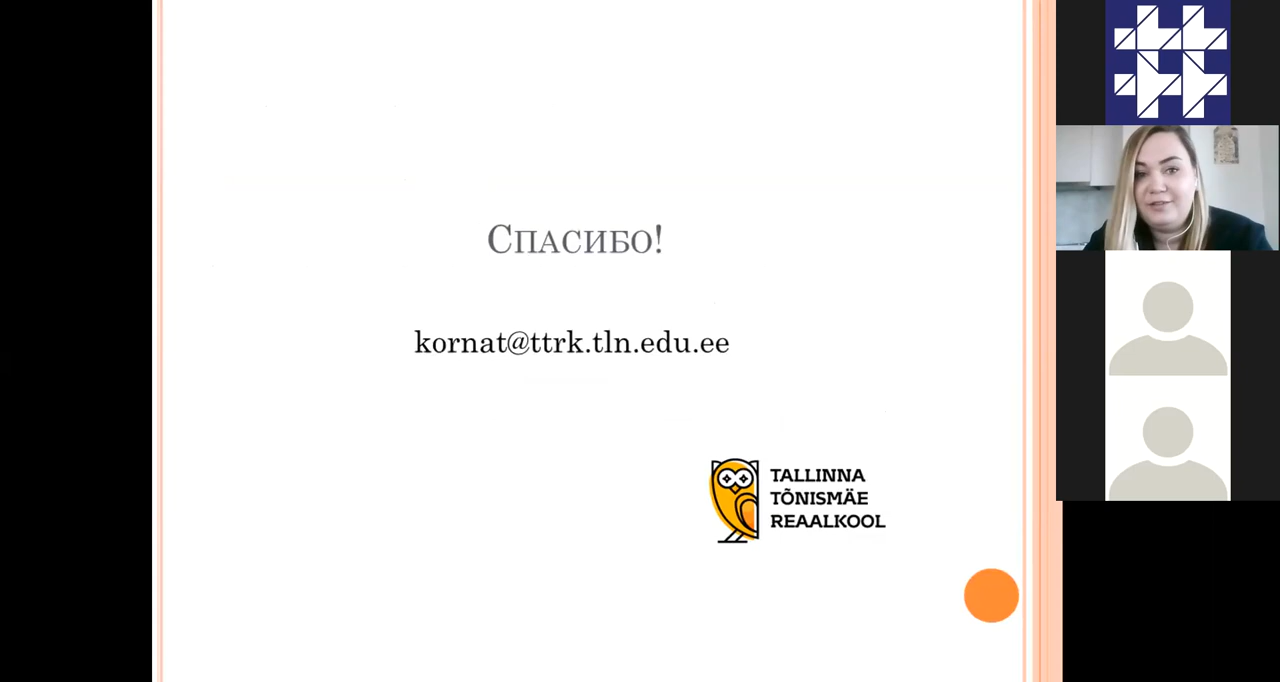 Спасибо!
kornat@ttrk.tln.edu.ee
TALLINNA
TÕNISMÄE
REAALKOOL